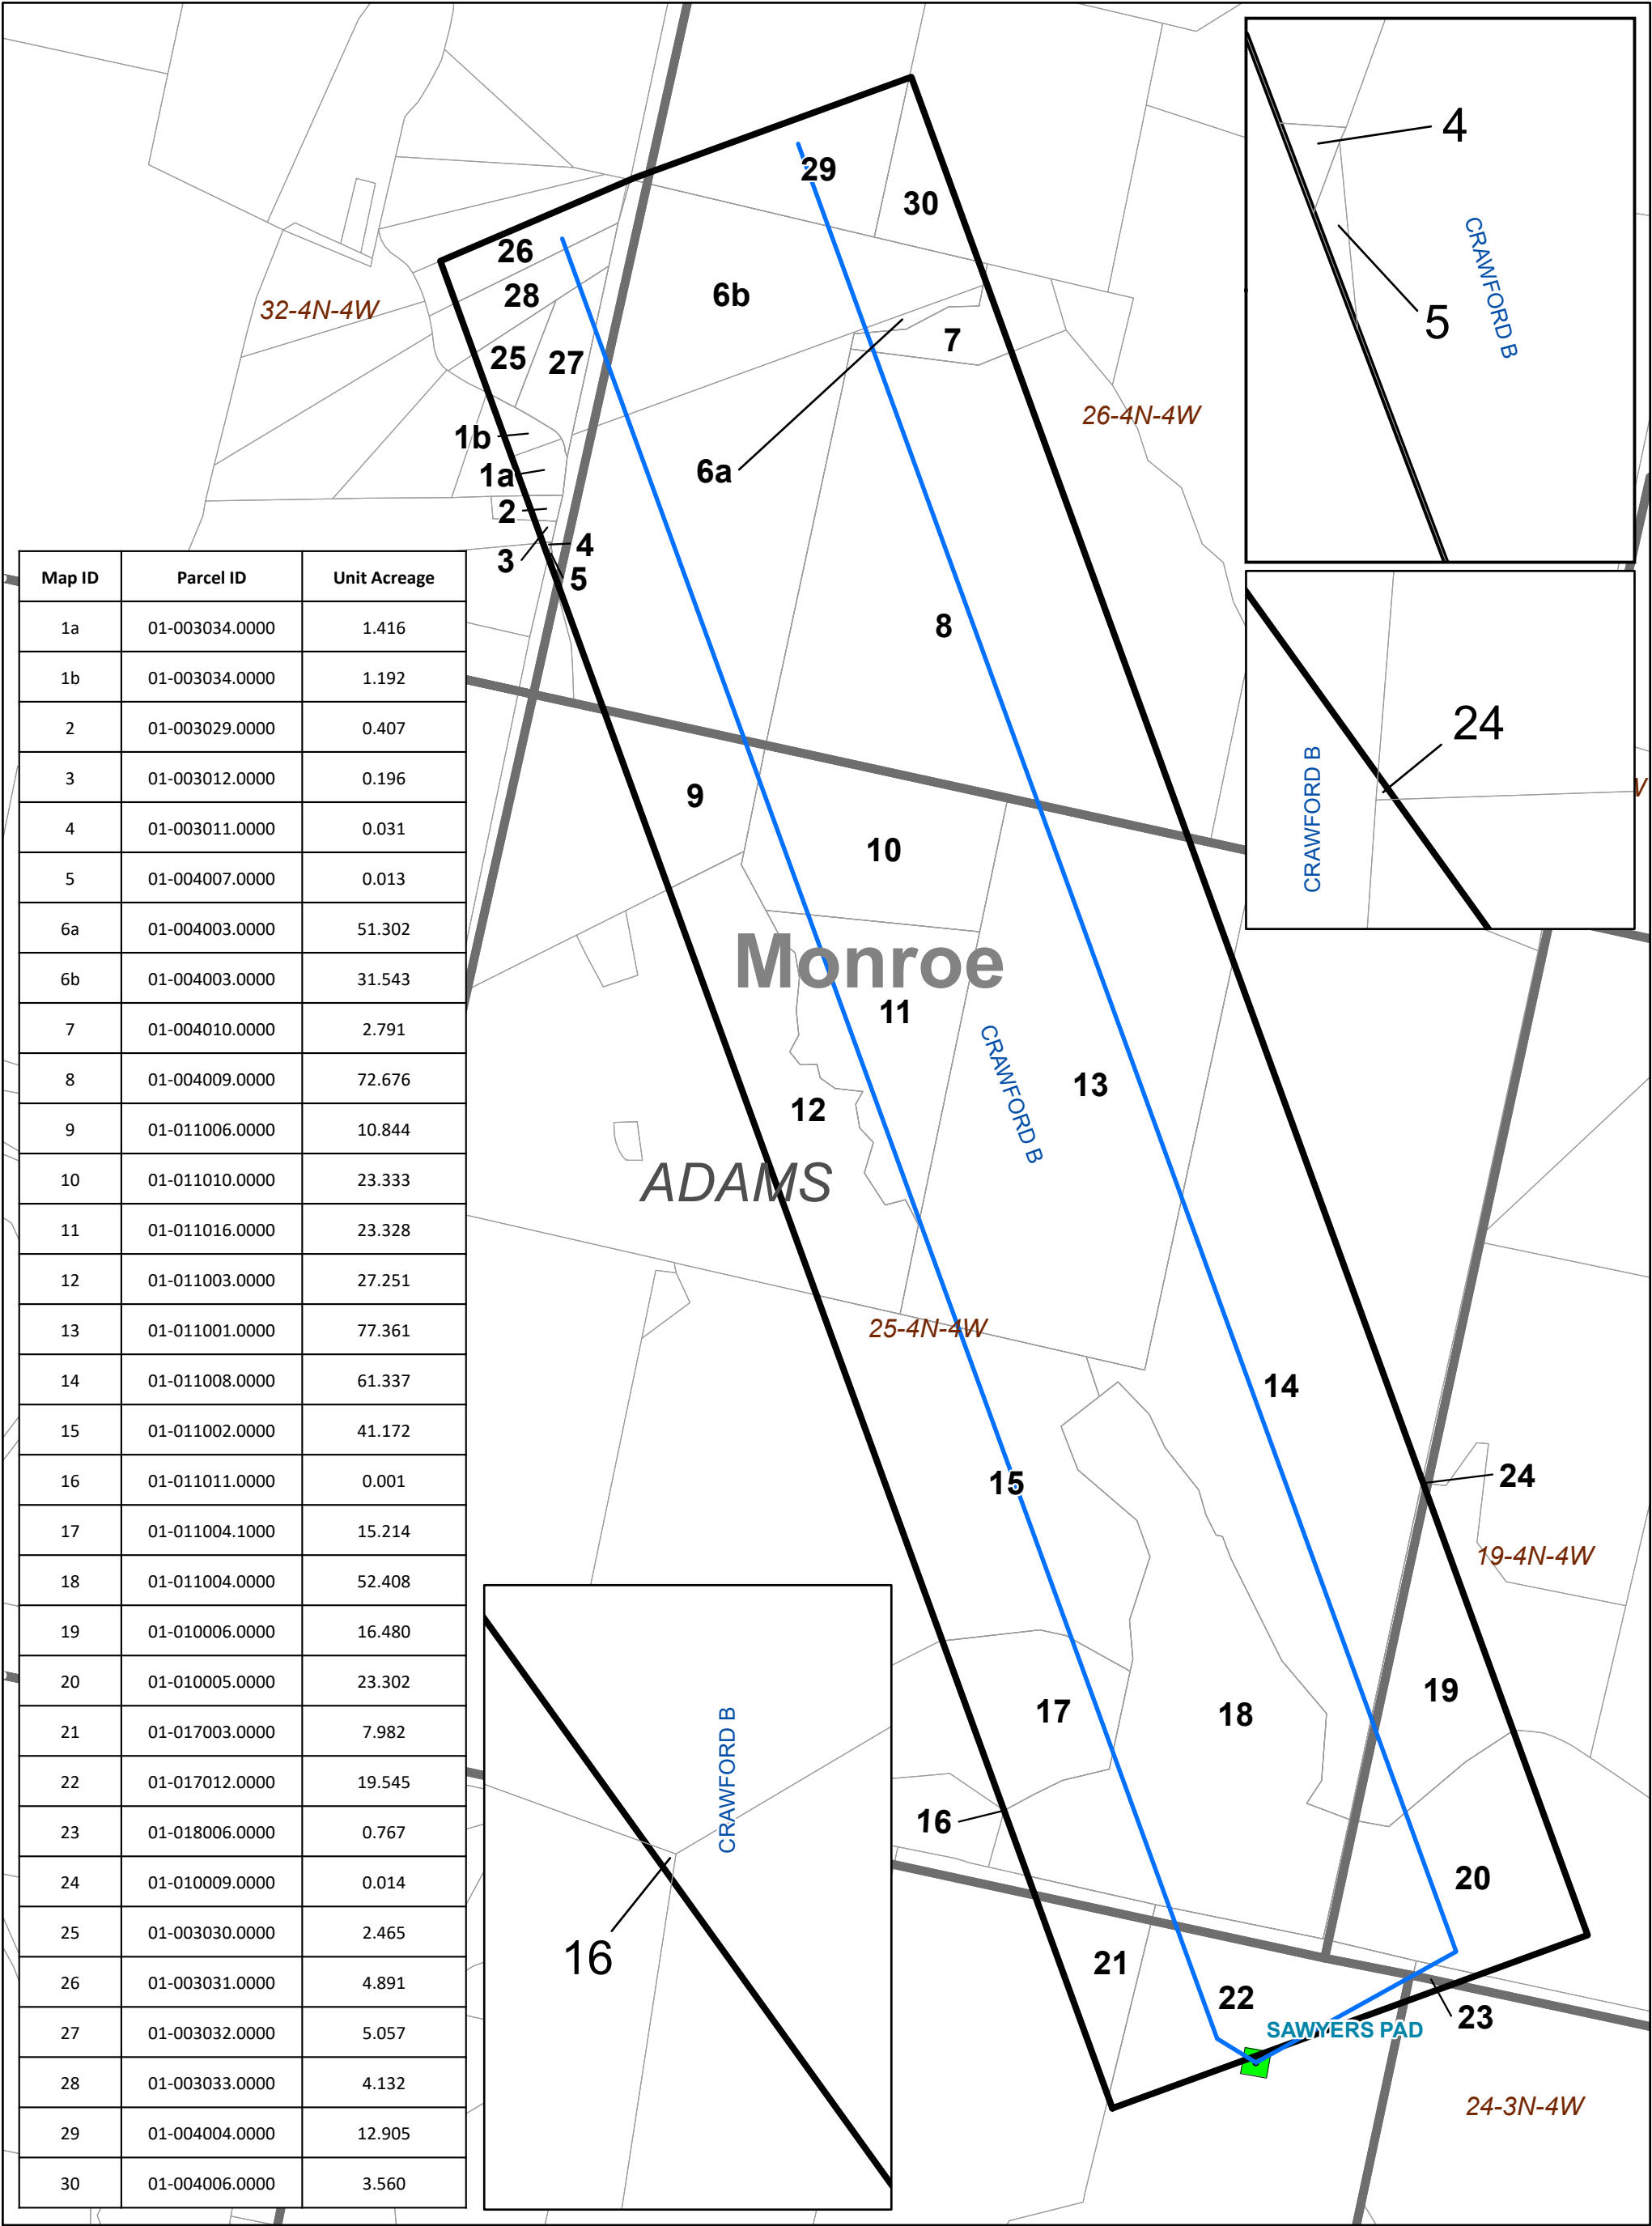 29
30
26
28
6b
32-4N-4W
25
27
7
1b
1a
6a
26-4N-4W
2
3
4
5
8
9
10
Monroe
11
CRAWFORD B
13
12
ADAMS
25-4N-4W
14
15
24
19-4N-4W
19
17
18
16
20
21
22
23
SAWYERS PAD
24-3N-4W
4
5
CRAWFORD B
24
CRAWFORD B
16
CRAWFORD B
Map ID Parcel ID Unit Acreage
1a 01-003034.0000 1.416
1b 01-003034.0000 1.192
2 01-003029.0000 0.407
3 01-003012.0000 0.196
4 01-003011.0000 0.031
5 01-004007.0000 0.013
6a 01-004003.0000 51.302
6b 01-004003.0000 31.543
7 01-004010.0000 2.791
8 01-004009.0000 72.676
9 01-011006.0000 10.844
10 01-011010.0000 23.333
11 01-011016.0000 23.328
12 01-011003.0000 27.251
13 01-011001.0000 77.361
14 01-011008.0000 61.337
15 01-011002.0000 41.172
16 01-011011.0000 0.001
17 01-011004.1000 15.214
18 01-011004.0000 52.408
19 01-010006.0000 16.480
20 01-010005.0000 23.302
21 01-017003.0000 7.982
22 01-017012.0000 19.545
23 01-018006.0000 0.767
24 01-010009.0000 0.014
25 01-003030.0000 2.465
26 01-003031.0000 4.891
27 01-003032.0000 5.057
28 01-003033.0000 4.132
29 01-004004.0000 12.905
30 01-004006.0000 3.560